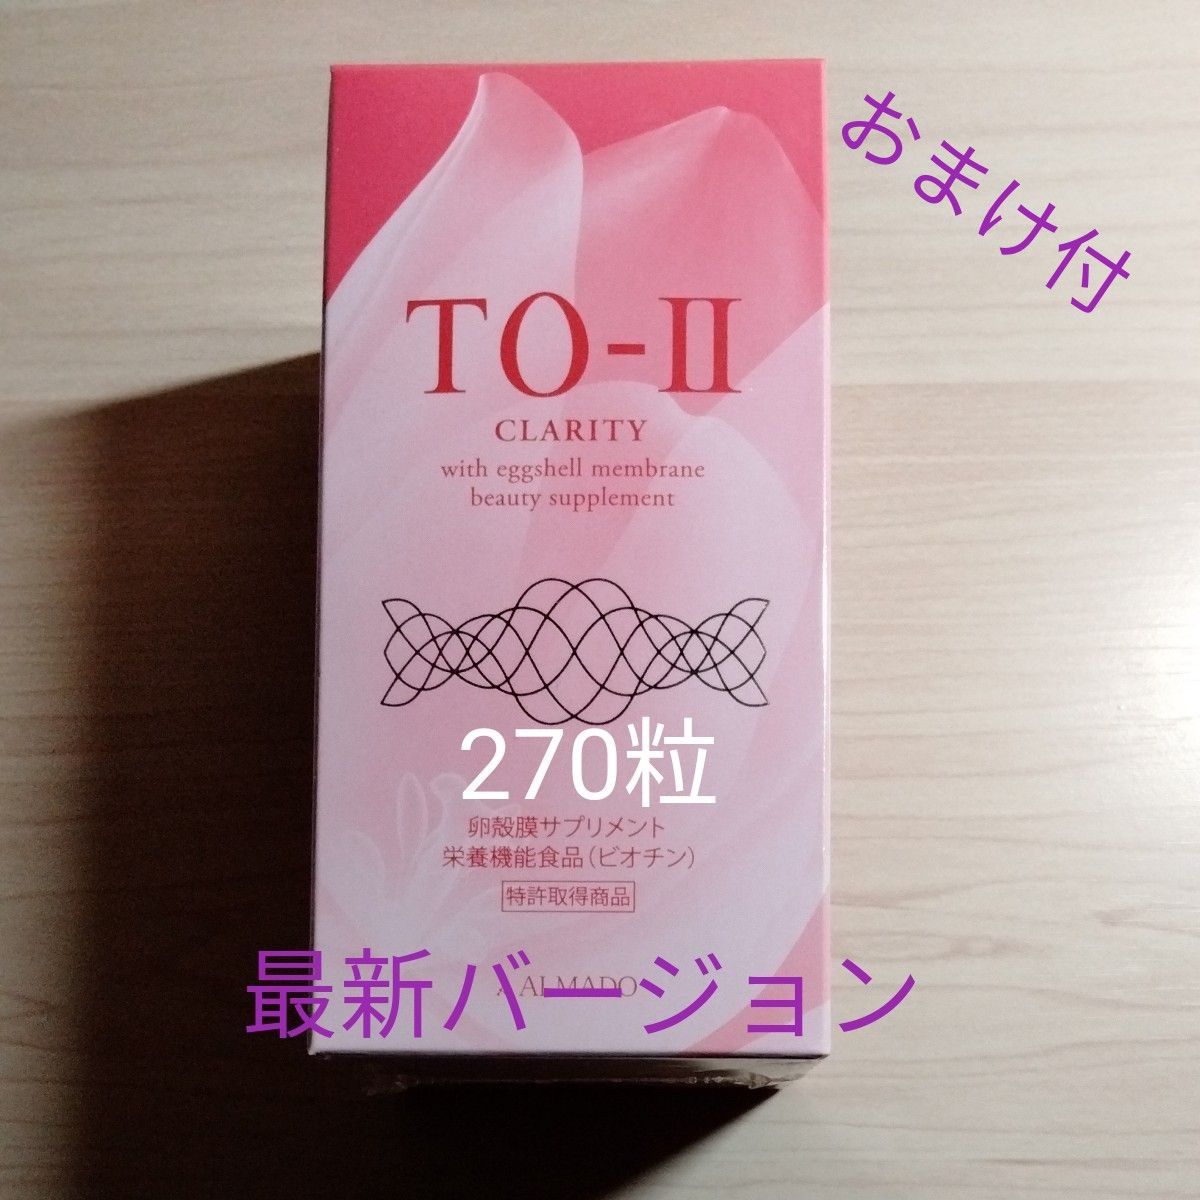 おまけ付
TO-II
CLARITY
with eggshell membrane
beauty supplement
270粒
卵殻膜サプリメント
栄養機能食品(ビオチン)
特許取得商品
ALMADO
最新バージョン